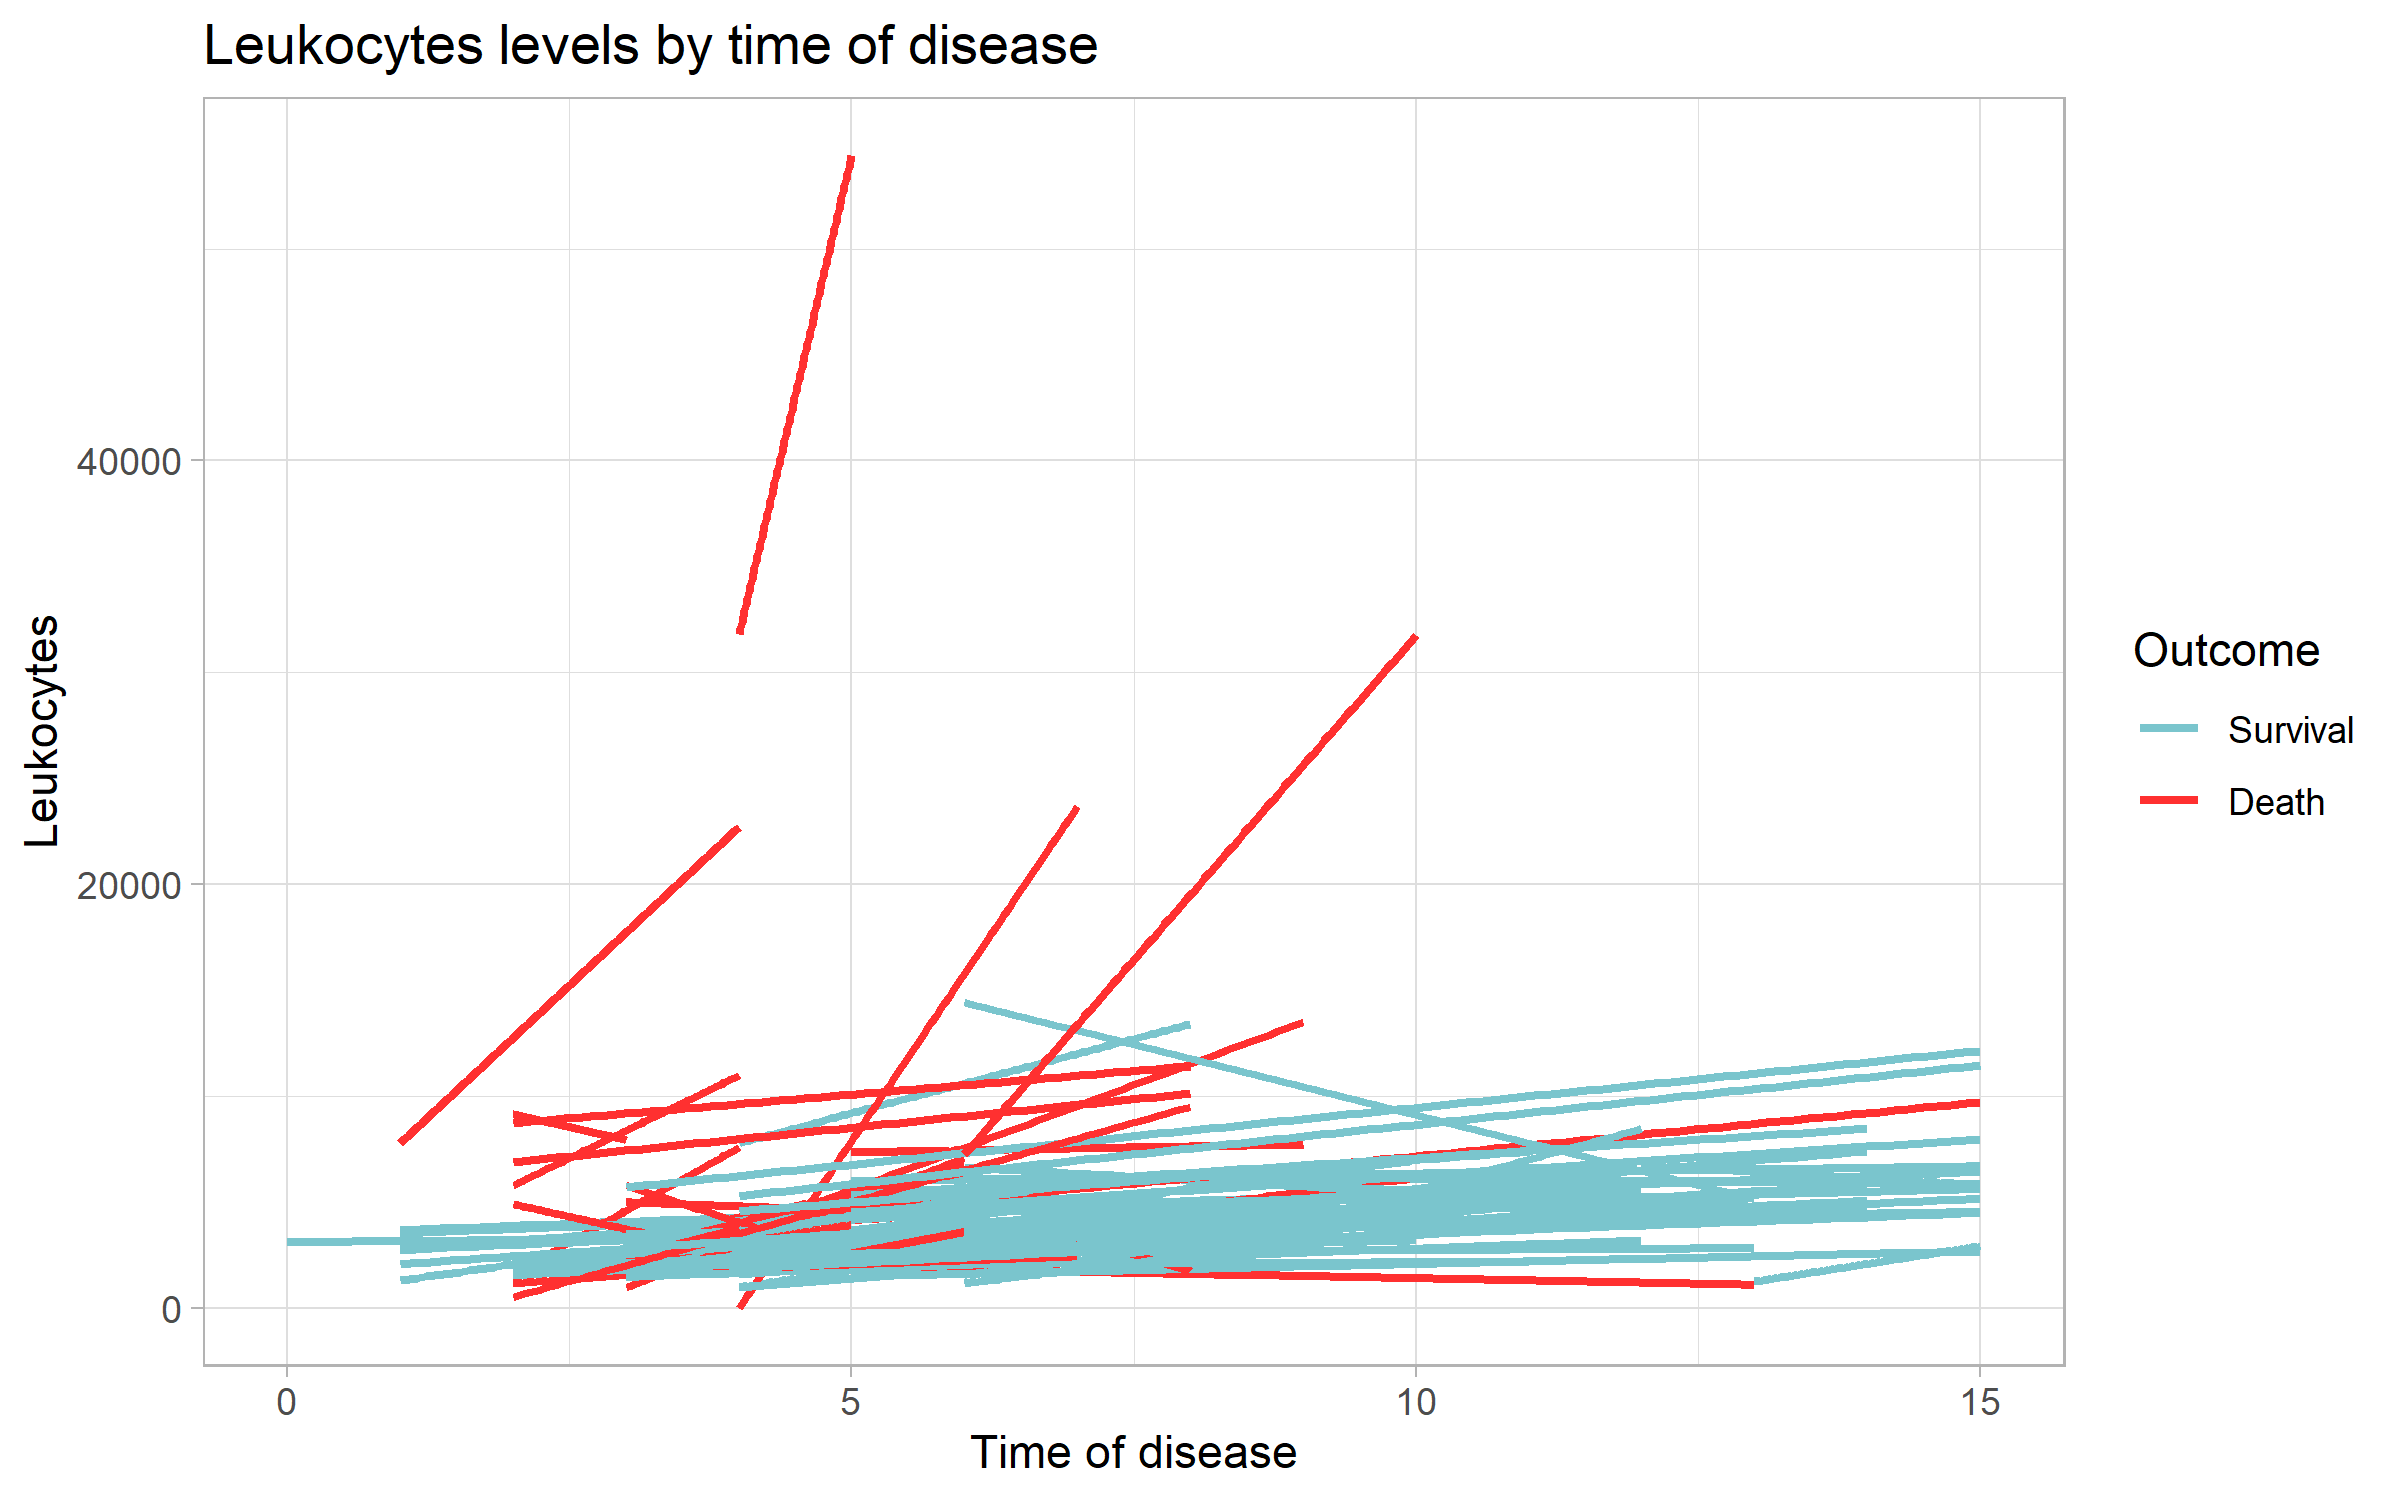 Leukocytes levels by time of disease
Leukocytes
40000
20000
0
0 5 10 15
Time of disease
Outcome
Survival
Death